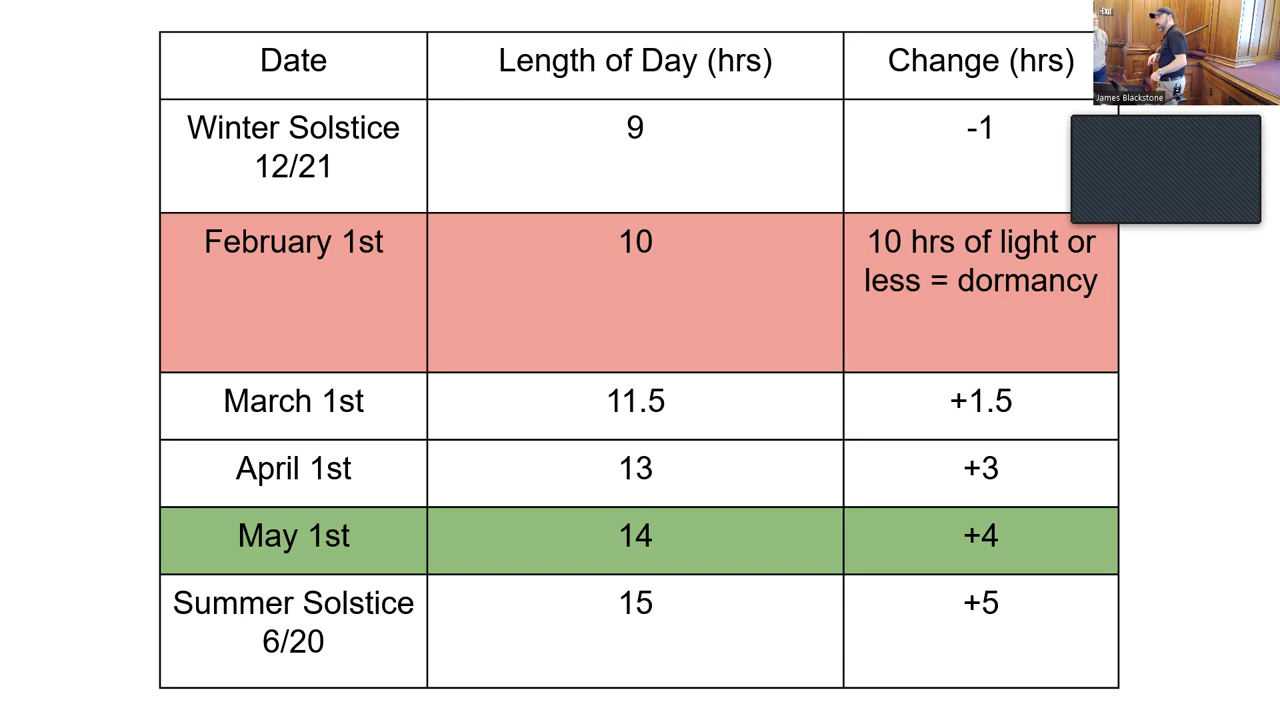 Date
Length of Day (hrs)
Change (hrs)
Winter Solstice
12/21
9
-1
February 1st
10
10 hrs of light or
less = dormancy
March 1st
11.5
+1.5
April 1st
13
+3
May 1st
14
+4
Summer Solstice
6/20
15
+5
Exit
James Blackstone